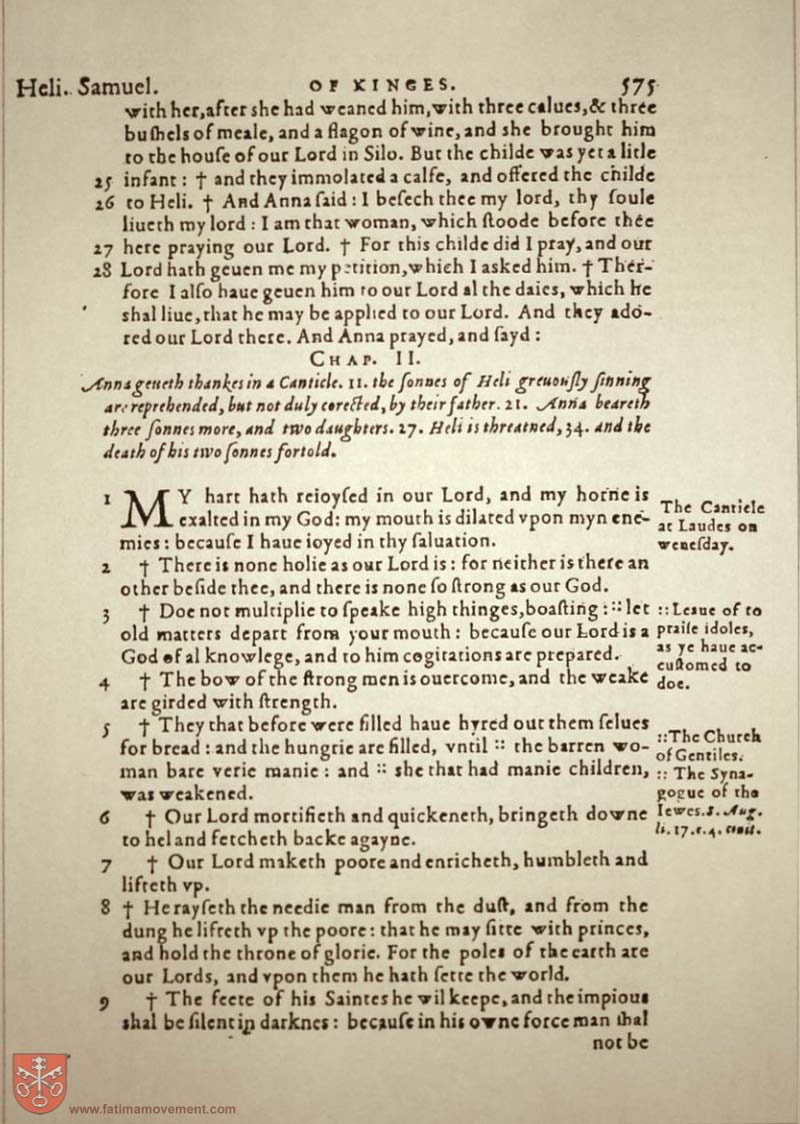 Heli. Samuel. OF KINGES. 575
with her, after she had weaned him, with three calues, & three
buſhels of meale, and a flagon of wine, and she brought him
to the houſe of our Lord in Silo. But the childe was yet a litle
25 infant: † and they immolated a calfe, and offered the childe
26 to Heli. † And Anna ſaid: I beſech thee my lord, thy ſoule
liueth my lord: I am that woman, which ſtoode before thee
27 here praying our Lord. † For this childe did I pray, and our
28 Lord hath geuen me my petition, which I asked him. † Ther-
fore I alſo haue geuen him to our Lord al the daies, which he
shal liue, that he may be applied to our Lord. And they ado-
red our Lord there. And Anna prayed, and ſayd:
CHAP. II.
Anna geueth thankes in a Canticle. 11. the ſonnes of Heli greuouſly ſinning
are reprehended, but not duly corected, by their father. 21. Anna beareth
three ſonnes more, and two daughters. 27. Heli is threatned, 34. and the
death of his two ſonnes fortold.
1 MY hart hath reioyſed in our Lord, and my horne is
exalted in my God: my mouth is dilated vpon myn ene-
mies: becauſe I haue ioyed in thy ſaluation.
The Canticle
at Laudes on
weneſday.
2 † There is none holie as our Lord is: for neither is there an
other beſide thee, and there is none ſo ſtrong as our God.
3 † Doe not multiplie to ſpeake high thinges, boaſting: :: let
old matters depart from your mouth: becauſe our Lord is a
God of al knowlege, and to him cogitations are prepared.
:: Leaue of to
praiſe idoles,
as ye haue ac-
cuſtomed to
doe.
4 † The bow of the ſtrong men is ouercome, and the weake
are girded with ſtrength.
5 † They that before were filled haue hyred out them ſelues
for bread: and the hungrie are filled, vntil :: the barren wo-
man bare verie manie: and :: she that had manie children,
was weakened.
:: The Church
of Gentiles.
:: The Syna-
gogue of the
Iewes. S. Aug.
li. 17. c. 4. ciuit.
6 † Our Lord mortifieth and quickeneth, bringeth downe
to hel and fetcheth backe agayne.
7 † Our Lord maketh poore and enricheth, humbleth and
lifteth vp.
8 † He rayſeth the needie man from the duſt, and from the
dung he lifteth vp the poore: that he may ſitte with princes,
and hold the throne of glorie. For the poles of the earth are
our Lords, and vpon them he hath ſette the world.
9 † The feete of his Saintes he wil keepe, and the impious
shal be ſilent in darknes: becauſe in his owne force man shal
not be
www.fatimamovement.com